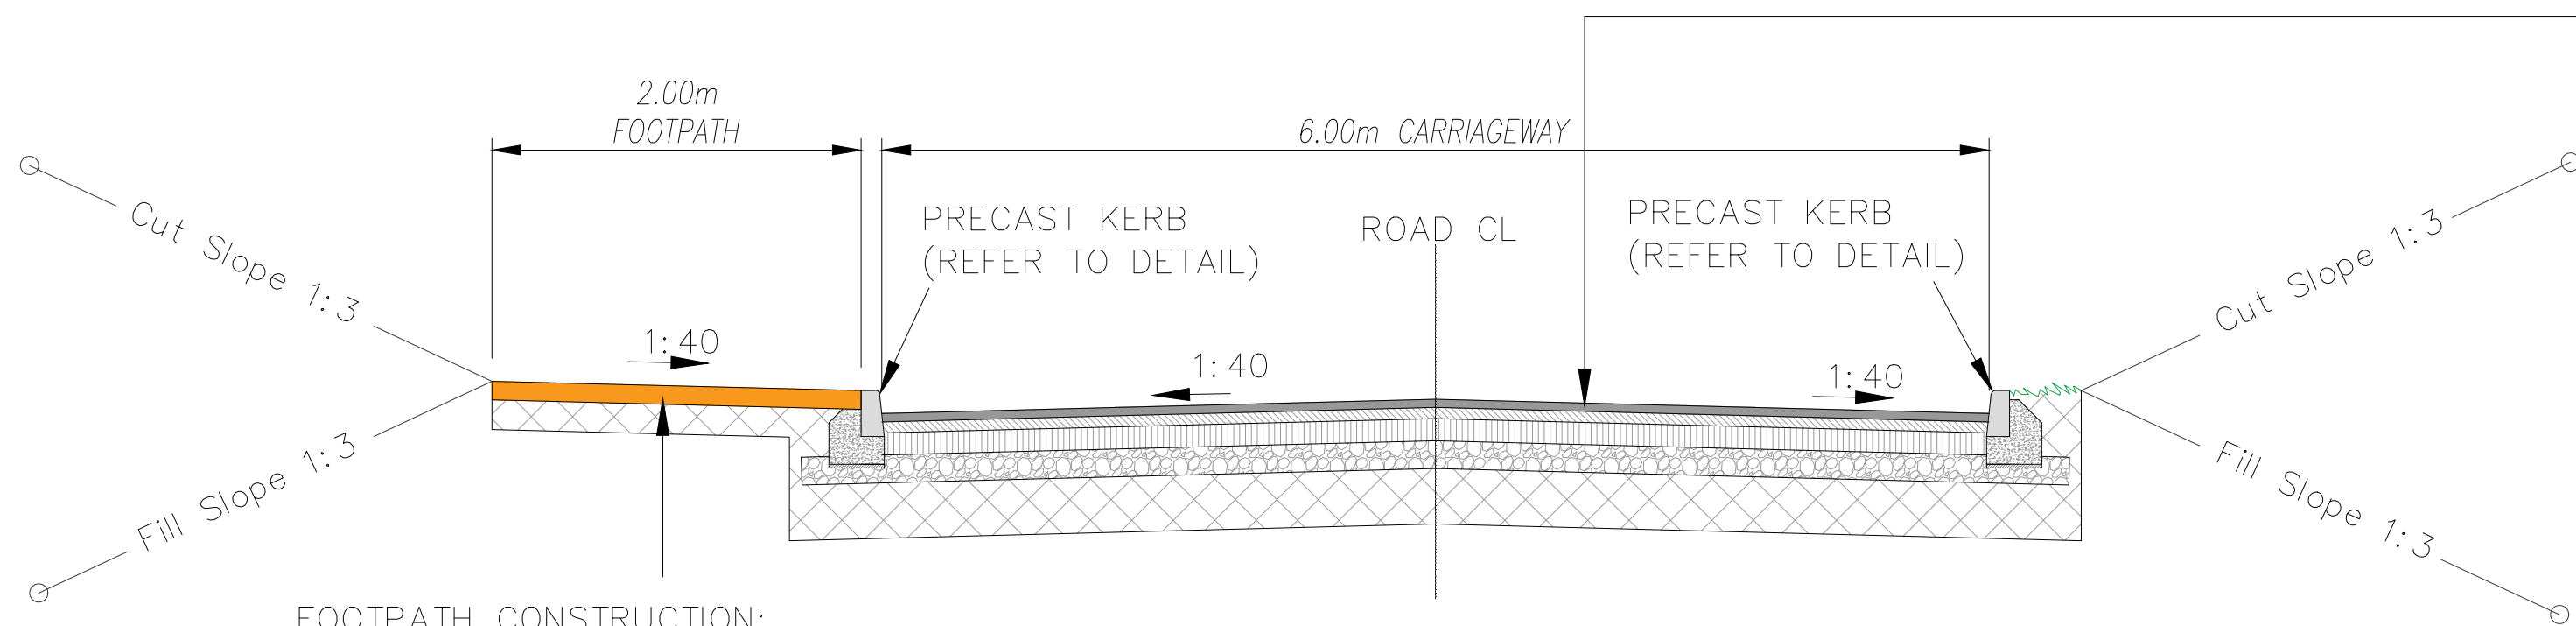 2.00m
FOOTPATH
6.00m CARRIAGEWAY
Cut Slope 1:3
PRECAST KERB
(REFER TO DETAIL)
ROAD CL
PRECAST KERB
(REFER TO DETAIL)
Cut Slope 1:3
1:40
1:40
1:40
Fill Slope 1:3
Fill Slope 1:3
FOOTPATH CONSTRUCTION: